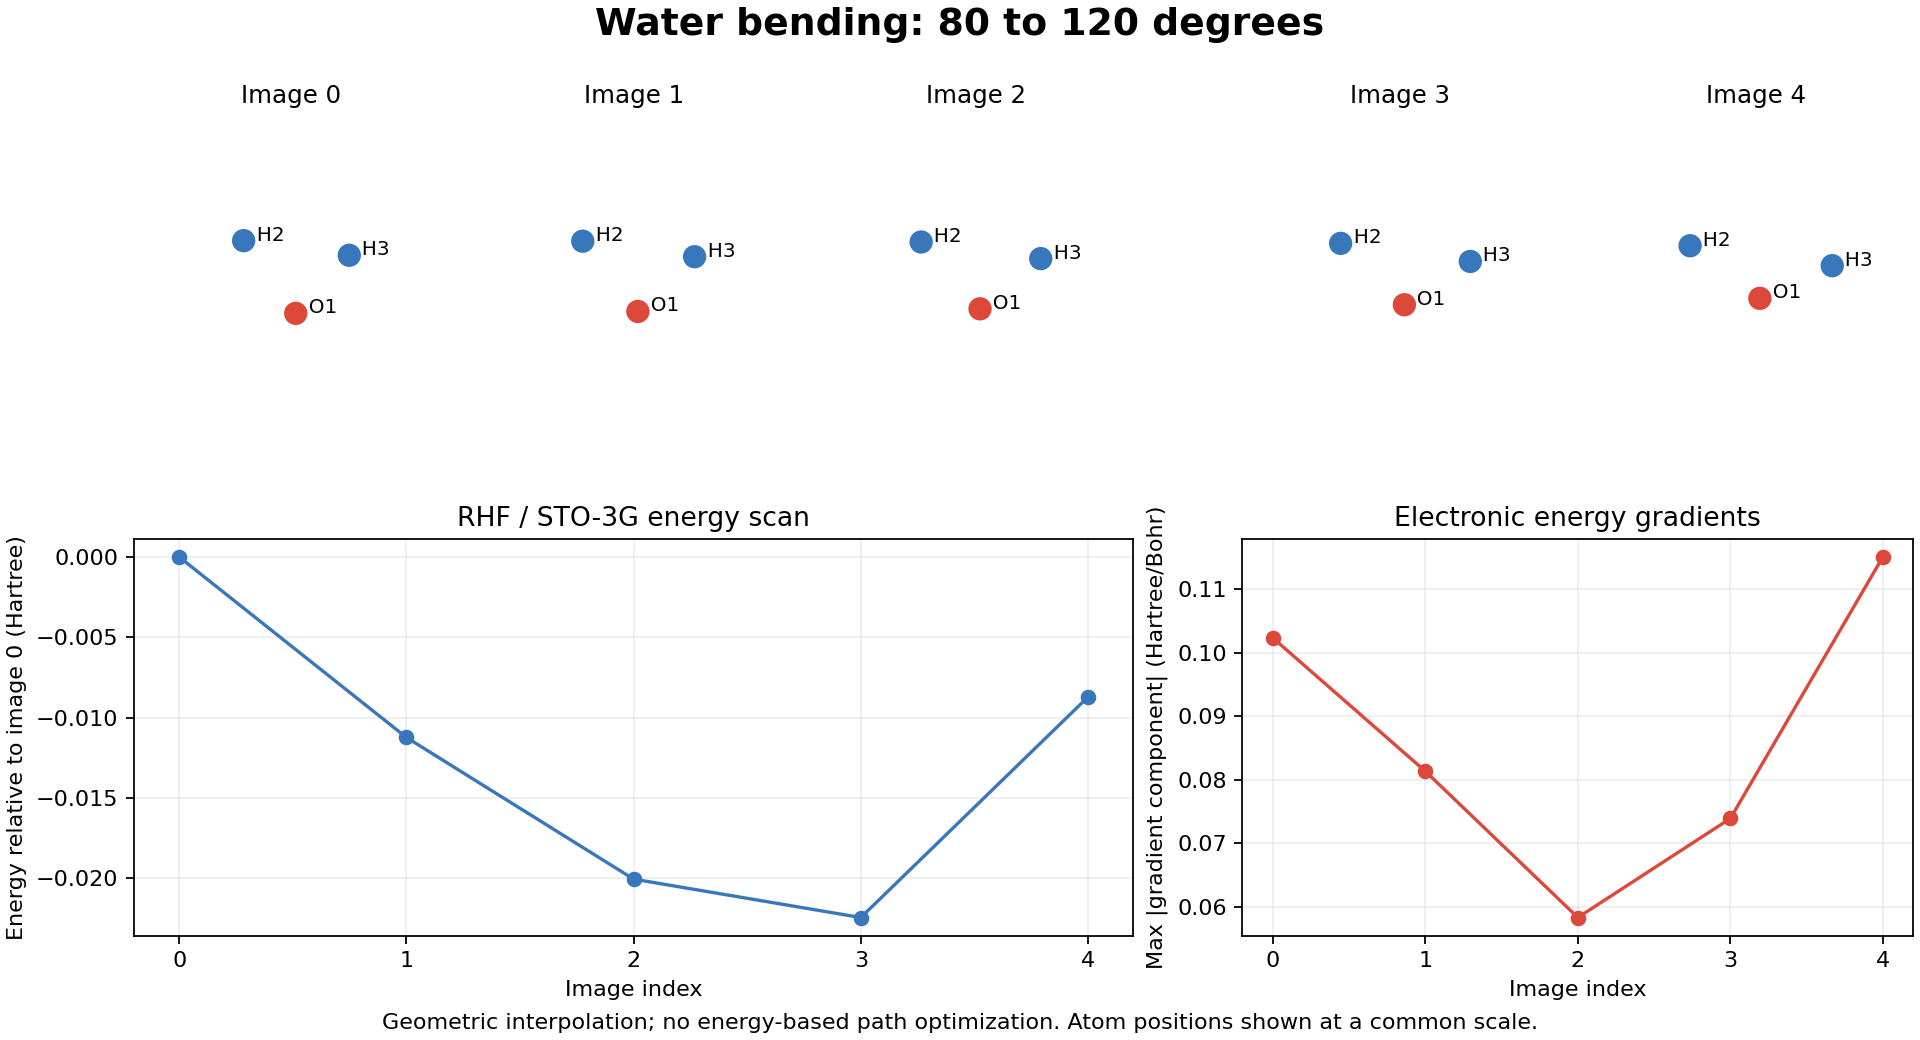 Water bending: 80 to 120 degrees
Image 0
Image 1
Image 2
Image 3
Image 4
H2
H3
O1
H2
H3
O1
H2
H3
O1
H2
H3
O1
H2
H3
O1
RHF / STO-3G energy scan
Energy relative to image 0 (Hartree)
0.000
−0.005
−0.010
−0.015
−0.020
0
1
2
3
4
Image index
Electronic energy gradients
Max |gradient component| (Hartree/Bohr)
0.11
0.10
0.09
0.08
0.07
0.06
0
1
2
3
4
Image index
Geometric interpolation; no energy-based path optimization. Atom positions shown at a common scale.